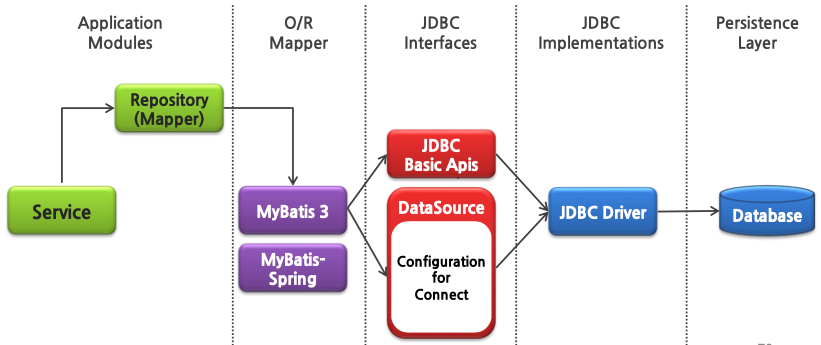 Application
Modules
O/R
Mapper
JDBC
Interfaces
JDBC
Implementations
Persistence
Layer
Repository
(Mapper)
Service
MyBatis 3
MyBatis-
Spring
JDBC
Basic Apis
DataSource
Configuration
for
Connect
JDBC Driver
Database